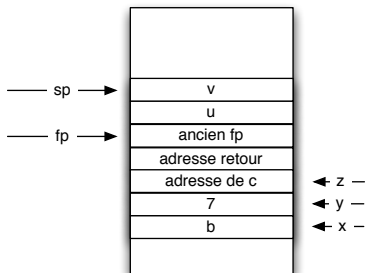 sp v
u
fp ancien fp
adresse retour
adresse de c z
7 y
b x